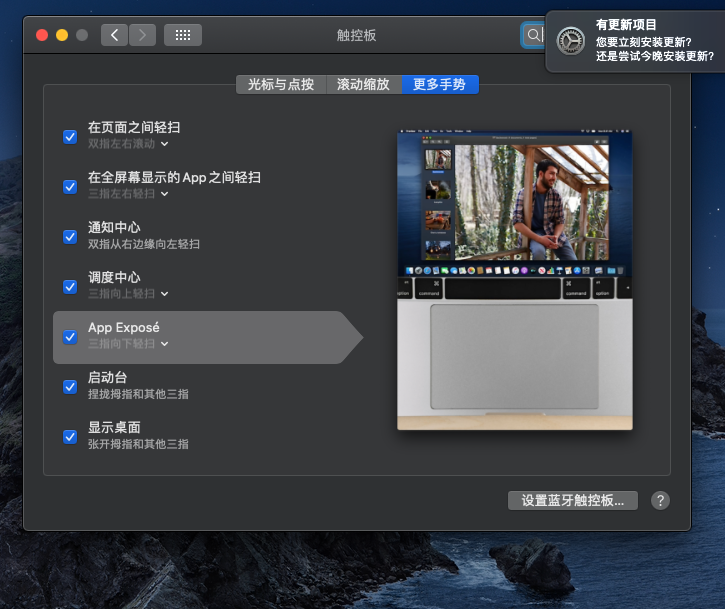 触控板
有更新项目
您要立刻安装更新?
还是尝试今晚安装更新?
光标与点按
滚动缩放
更多手势
在页面之间轻扫
双指左右滚动
在全屏幕显示的 App 之间轻扫
三指左右轻扫
通知中心
双指从右边缘向左轻扫
调度中心
三指向上轻扫
App Exposé
三指向下轻扫
启动台
捏拢拇指和其他三指
显示桌面
张开拇指和其他三指
option
command
command
option
设置蓝牙触控板...
?